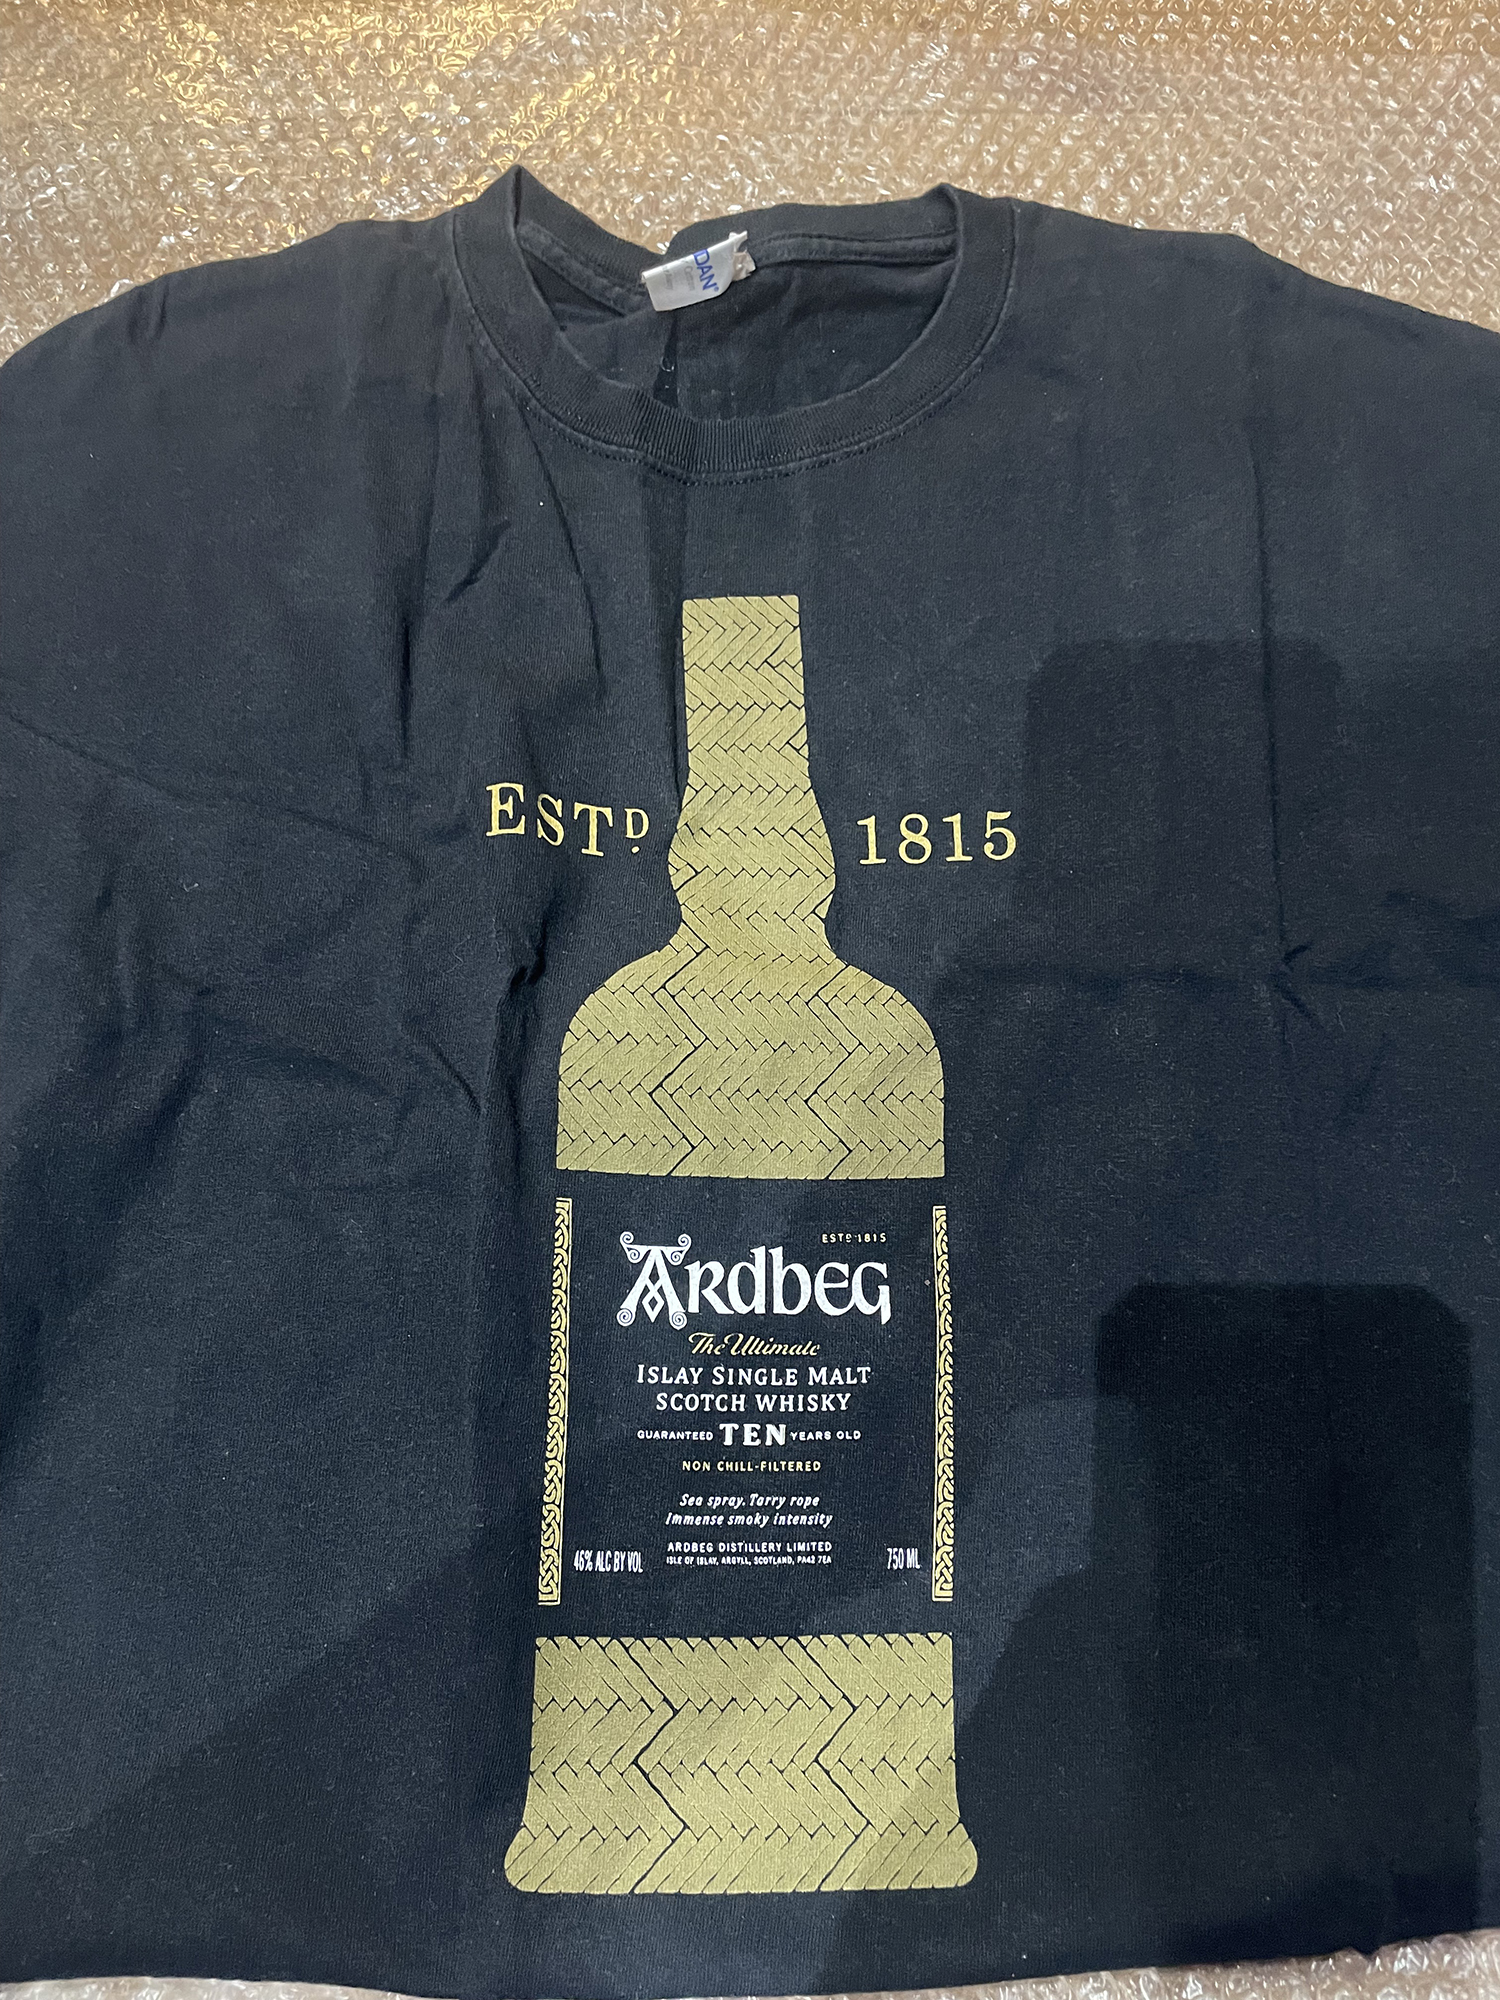 DAN®
ESTD. 1815
ESTD 1815
ARDBEG
The Ultimate
ISLAY SINGLE MALT
SCOTCH WHISKY
GUARANTEED TEN YEARS OLD
NON CHILL-FILTERED
Sea spray. Tarry rope
Immense smoky intensity
ARDBEG DISTILLERY LIMITED
46% ALC BY VOL ISLE OF ISLAY, ARGYLL, SCOTLAND, PA42 7EA 750 ML